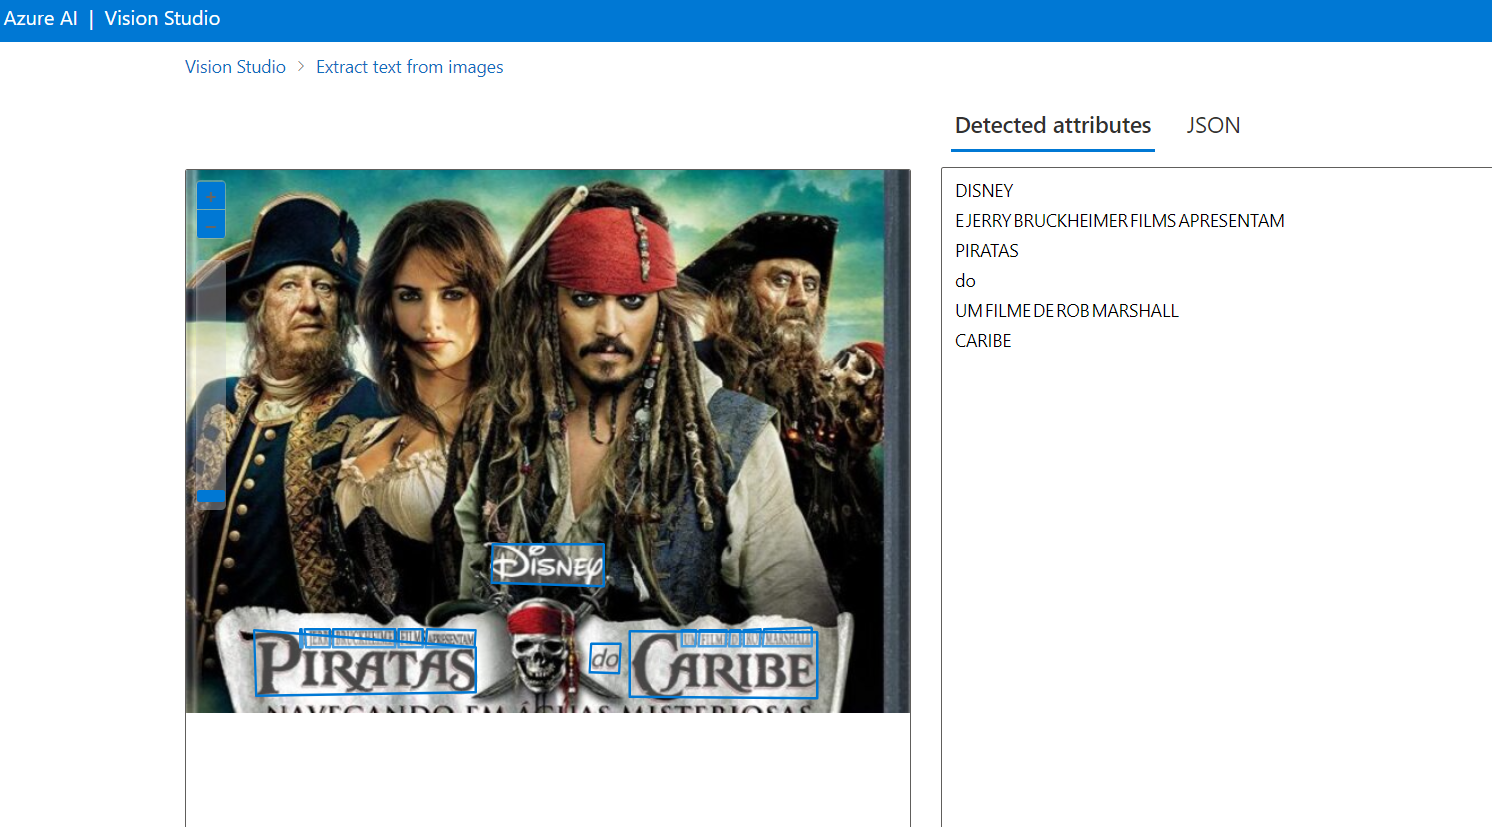 Azure AI | Vision Studio
Vision Studio > Extract text from images
Detected attributes JSON
DISNEY
E JERRY BRUCKHEIMER FILMS APRESENTAM
PIRATAS
do
UM FILME DE ROB MARSHALL
CARIBE
+
−
DISNEY
E JERRY BRUCKHEIMER FILMS APRESENTAM UM FILME DE ROB MARSHALL
PIRATAS do CARIBE
NAVEGANDO EM ÁGUAS MISTERIOSAS